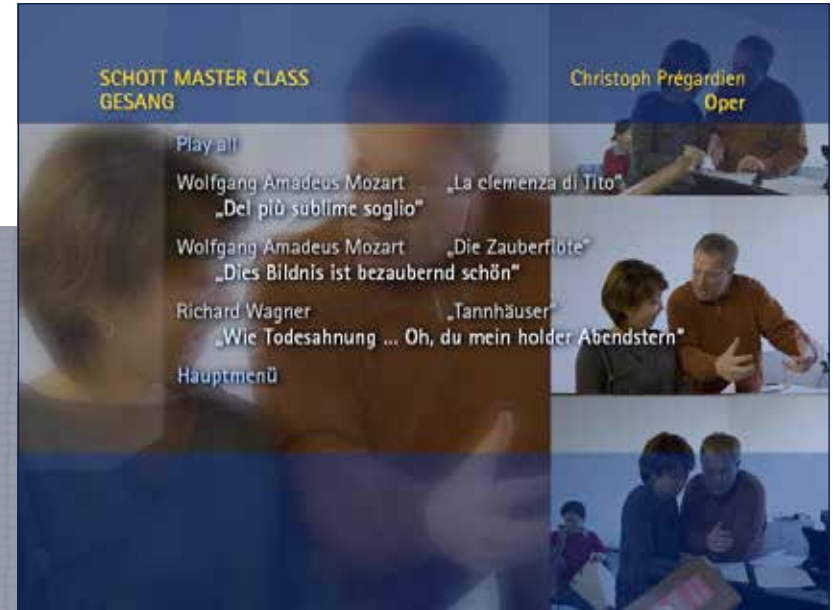 SCHOTT MASTER CLASS
GESANG
Christoph Prégardien
Oper
Play all
Wolfgang Amadeus Mozart „La clemenza di Tito“
„Del più sublime soglio“
Wolfgang Amadeus Mozart „Die Zauberflöte“
„Dies Bildnis ist bezaubernd schön“
Richard Wagner „Tannhäuser“
„Wie Todesahnung ... Oh, du mein holder Abendstern“
Hauptmenü